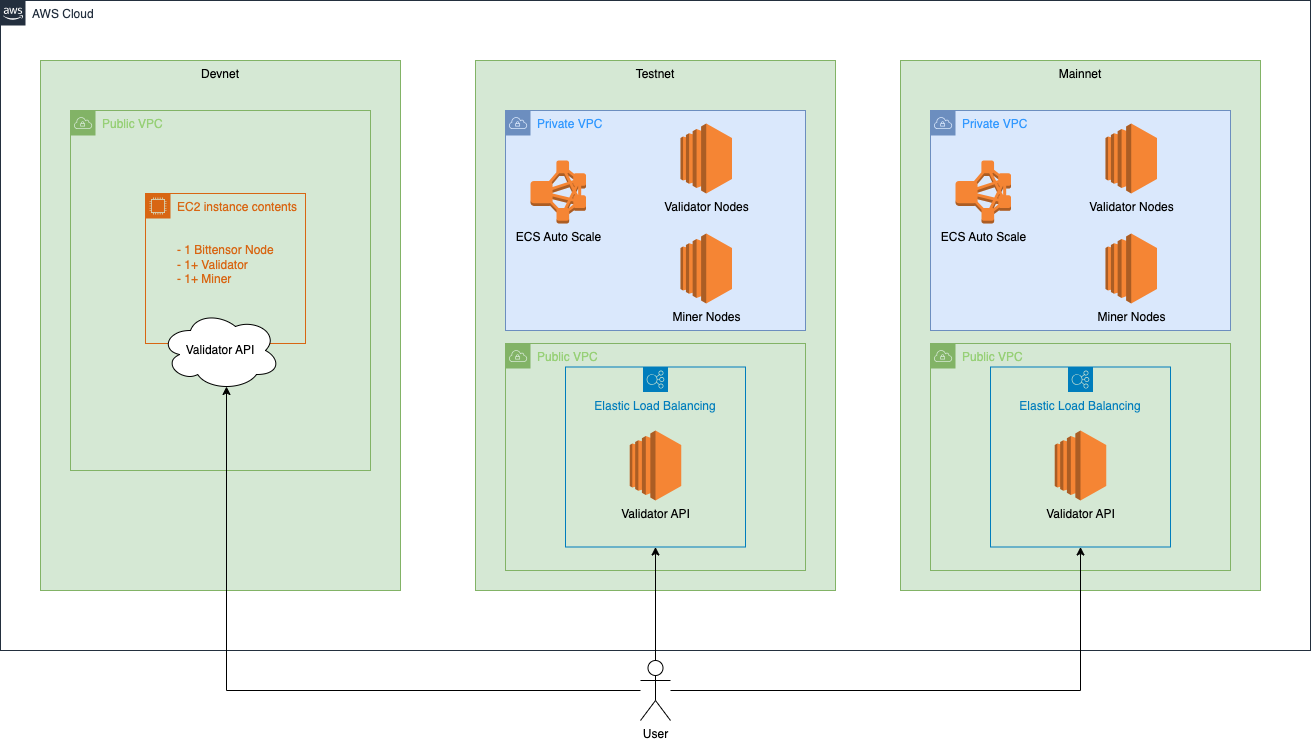 aws
AWS Cloud
Devnet
Public VPC
EC2 instance contents
- 1 Bittensor Node
- 1+ Validator
- 1+ Miner
Validator API
Testnet
Private VPC
ECS Auto Scale
Validator Nodes
Miner Nodes
Public VPC
Elastic Load Balancing
Validator API
Mainnet
Private VPC
ECS Auto Scale
Validator Nodes
Miner Nodes
Public VPC
Elastic Load Balancing
Validator API
User